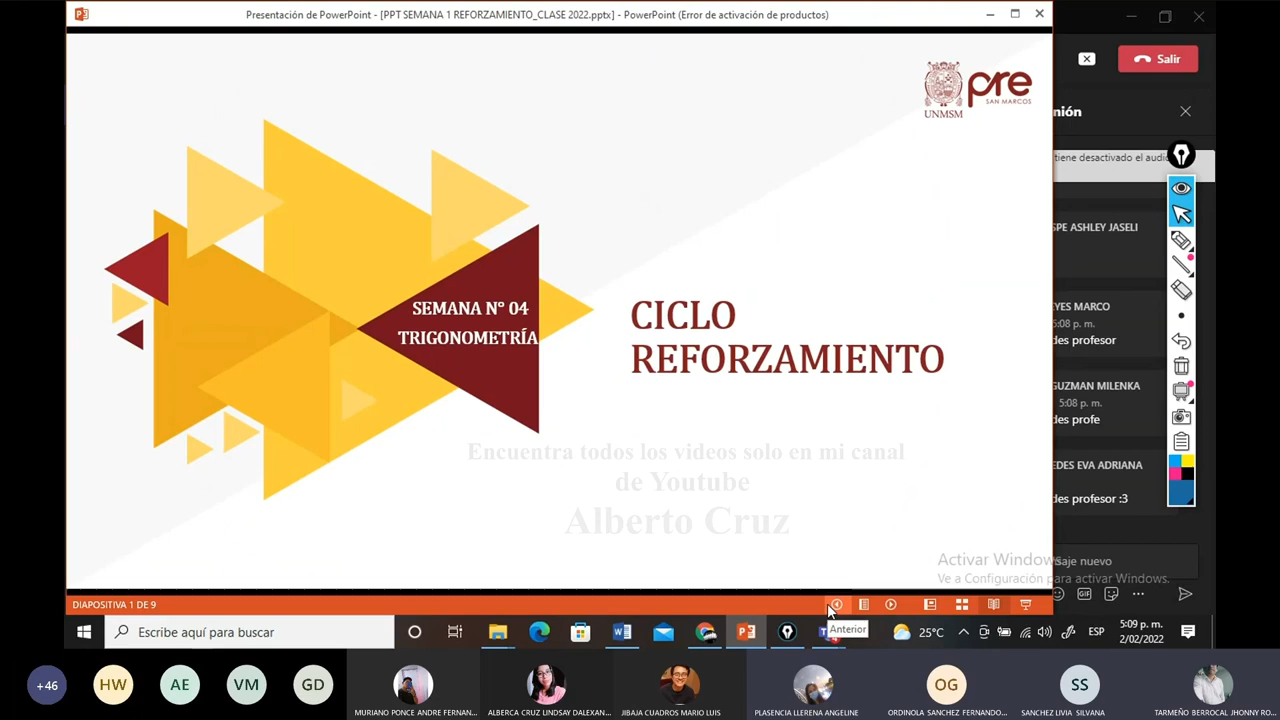 Presentación de PowerPoint - [PPT SEMANA 1 REFORZAMIENTO_CLASE 2022.pptx] - PowerPoint (Error de activación de productos)
Salir
nión
tiene desactivado el audio
UNMSM
pre
SAN MARCOS
SPE ASHLEY JASELI
SEMANA N° 04
TRIGONOMETRÍA
CICLO
REFORZAMIENTO
EYES MARCO
5:08 p. m.
des profesor
GUZMAN MILENKA
5:08 p. m.
des profe
EDES EVA ADRIANA
des profesor :3
Encuentra todos los videos solo en mi canal
de Youtube
Alberto Cruz
Activar Windows
Ve a Configuración para activar Windows.
saje nuevo
GIF
DIAPOSITIVA 1 DE 9
Anterior
Escribe aquí para buscar
25°C
ESP
5:09 p. m.
2/02/2022
+46
HW
AE
VM
GD
OG
SS
MURIANO PONCE ANDRE FERNAN...
ALBERCA CRUZ LINDSAY DALEXAN...
JIBAJA CUADROS MARIO LUIS
PLASENCIA LLERENA ANGELINE
ORDINOLA SANCHEZ FERNANDO...
SANCHEZ LIVIA SILVANA
TARMEÑO BERROCAL JHONNY RO...